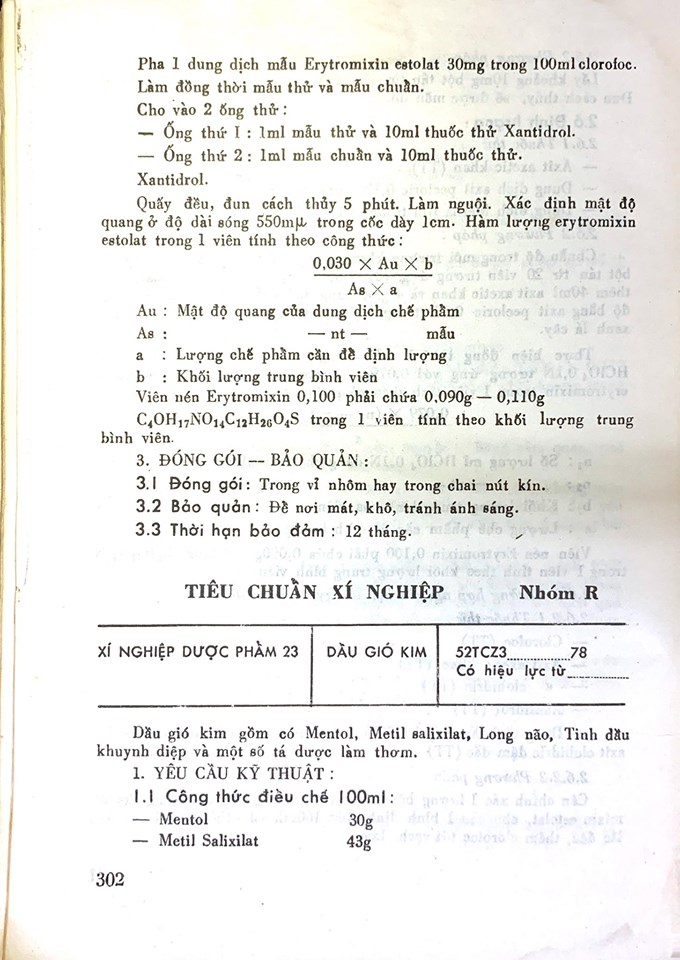 Pha 1 dung dịch mẫu Erytromixin estolat 30mg trong 100ml clorofoc.
Làm đồng thời mẫu thử và mẫu chuẩn.
Cho vào 2 ống thử :
— Ống thứ I : 1ml mẫu thử và 10ml thuốc thử Xantidrol.
— Ống thứ 2 : 1ml mẫu chuẩn và 10ml thuốc thử.
Xantidrol.
Quấy đều, đun cách thủy 5 phút. Làm nguội. Xác định mật độ
quang ở độ dài sóng 550mμ trong cốc dày 1cm. Hàm lượng erytromixin
estolat trong 1 viên tính theo công thức :
0,030 × Au × b
As × a
Au : Mật độ quang của dung dịch chế phẩm
As : — nt — mẫu
a : Lượng chế phẩm cần để định lượng
b : Khối lượng trung bình viên
Viên nén Erytromixin 0,100 phải chứa 0,090g — 0,110g
C₄OH₁₇NO₁₄C₁₂H₂₆O₄S trong 1 viên tính theo khối lượng trung
bình viên.
3. ĐÓNG GÓI — BẢO QUẢN :
3.1 Đóng gói : Trong vỉ nhôm hay trong chai nút kín.
3.2 Bảo quản : Để nơi mát, khô, tránh ánh sáng.
3.3 Thời hạn bảo đảm : 12 tháng.
TIÊU CHUẨN XÍ NGHIỆP Nhóm R
XÍ NGHIỆP DƯỢC PHẨM 23 DẦU GIÓ KIM 52TCZ3..............78
Có hiệu lực từ..............
Dầu gió kim gồm có Mentol, Metil salixilat, Long não, Tinh dầu
khuynh diệp và một số tá dược làm thơm.
1. YÊU CẦU KỸ THUẬT :
1.1 Công thức điều chế 100ml :
— Mentol 30g
— Metil Salixilat 43g
302